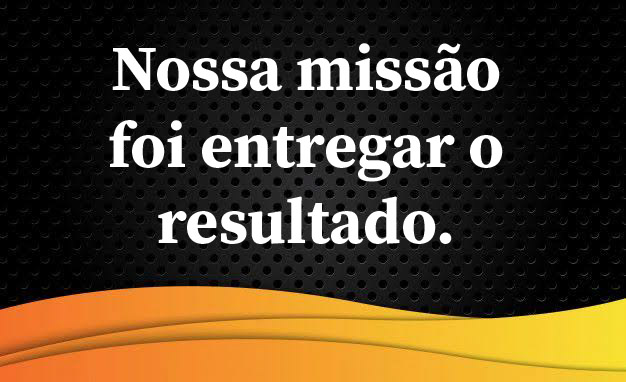 Nossa missão
foi entregar o
resultado.